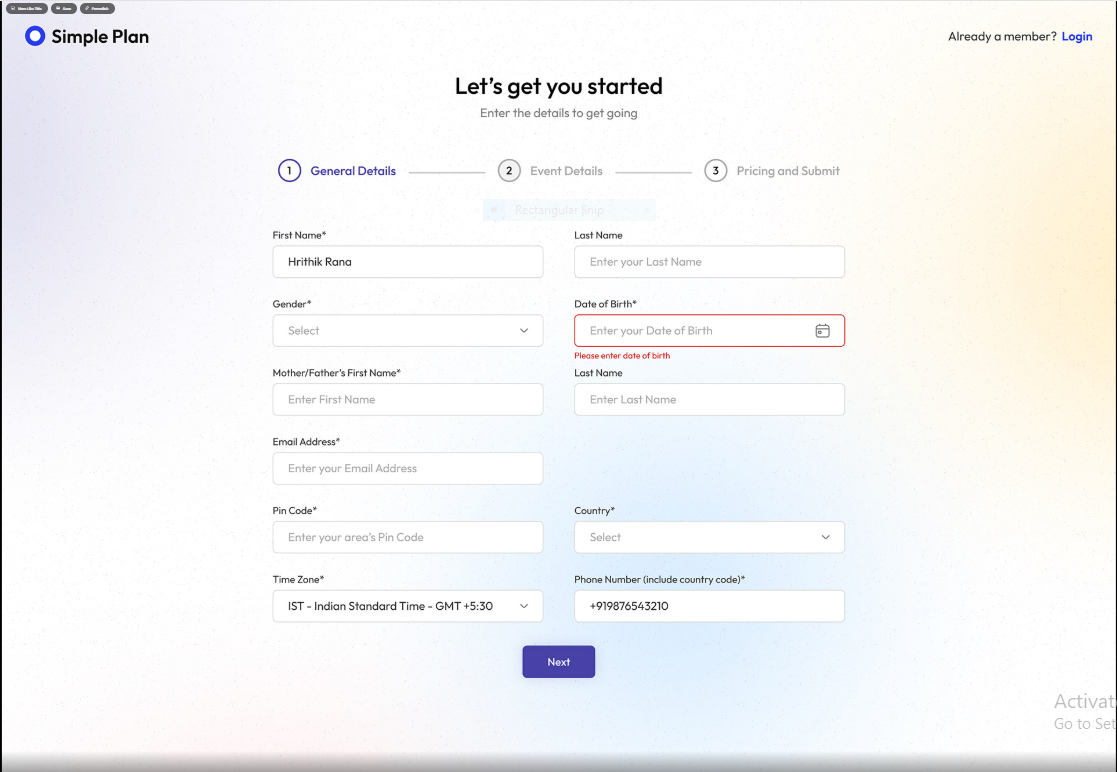 Save
Simple Plan
Already a member? Login
Let's get you started
Enter the details to get going
1 General Details
2 Event Details
3 Pricing and Submit
Rectangular Snip
First Name*
Last Name
Hrithik Rana
Enter your Last Name
Gender*
Date of Birth*
Select
Enter your Date of Birth
Please enter date of birth
Mother/Father's First Name*
Last Name
Enter First Name
Enter Last Name
Email Address*
Enter your Email Address
Pin Code*
Country*
Enter your area's Pin Code
Select
Time Zone*
Phone Number (include country code)*
IST - Indian Standard Time - GMT +5:30
+919876543210
Next
Activat
Go to Set